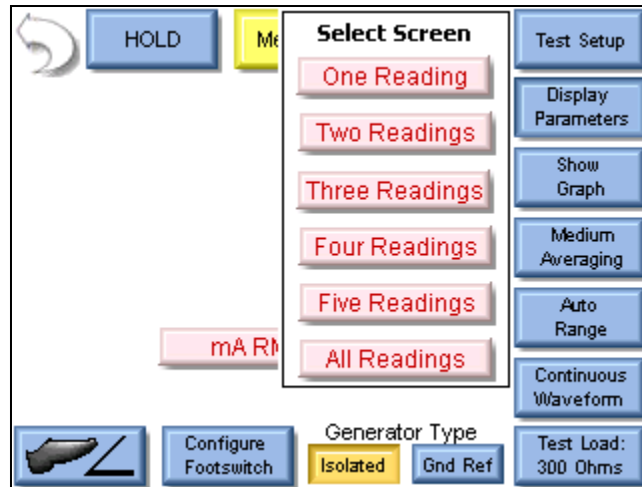 HOLD
Me
Select Screen
One Reading
Two Readings
Three Readings
Four Readings
Five Readings
All Readings
mA RM
Test Setup
Display
Parameters
Show
Graph
Medium
Averaging
Auto
Range
Continuous
Waveform
Configure
Footswitch
Generator Type
Isolated
Gnd Ref
Test Load:
300 Ohms